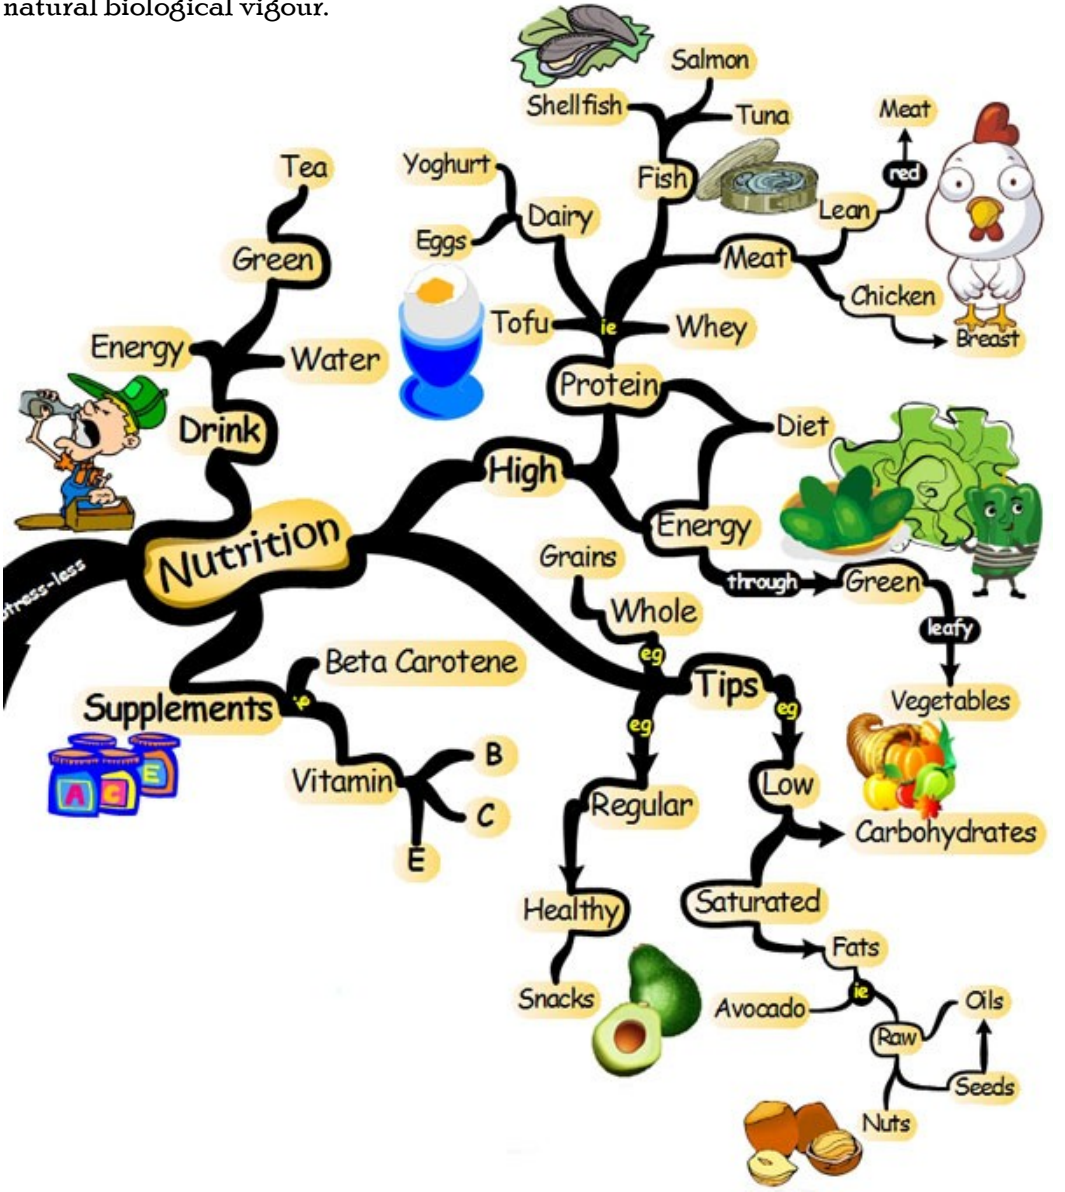 natural biological vigour.
Salmon
Shellfish
Tuna
Meat
Tea
Yoghurt
Fish
red
Dairy
Lean
Eggs
Green
Meat
Chicken
Tofu
ie
Whey
Breast
Energy
Water
Protein
Drink
Diet
High
Nutrition
Energy
Grains
stress-less
through
Green
Whole
leafy
eg
Beta Carotene
Tips
Supplements
ie
eg
eg
Vegetables
B
Vitamin
Low
A
C
E
Regular
C
Carbohydrates
E
Healthy
Saturated
Fats
Snacks
Avocado
ie
Oils
Raw
Seeds
Nuts